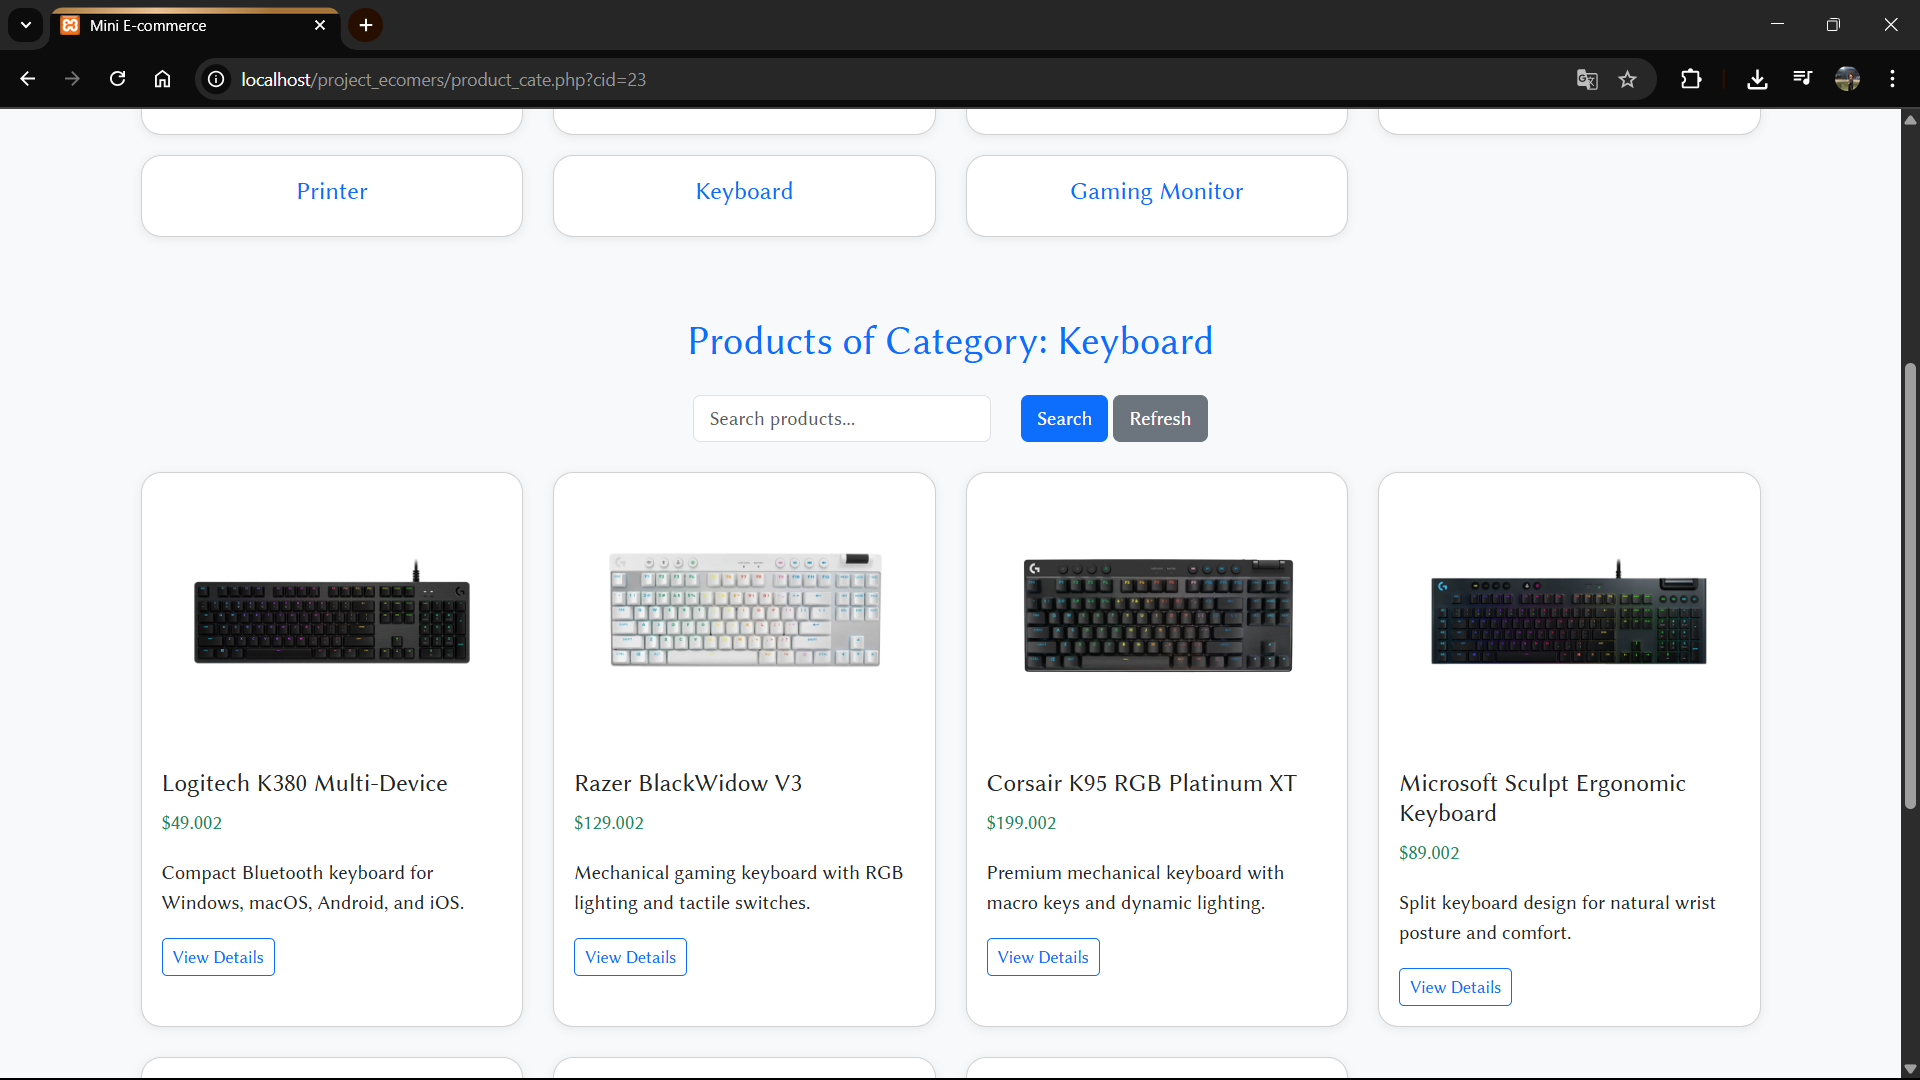 Mini E-commerce
localhost/project_ecomers/product_cate.php?cid=23
Printer
Keyboard
Gaming Monitor
Products of Category: Keyboard
Search products...
Search
Refresh
Logitech K380 Multi-Device
$49.002
Compact Bluetooth keyboard for
Windows, macOS, Android, and iOS.
View Details
Razer BlackWidow V3
$129.002
Mechanical gaming keyboard with RGB
lighting and tactile switches.
View Details
Corsair K95 RGB Platinum XT
$199.002
Premium mechanical keyboard with
macro keys and dynamic lighting.
View Details
Microsoft Sculpt Ergonomic
Keyboard
$89.002
Split keyboard design for natural wrist
posture and comfort.
View Details